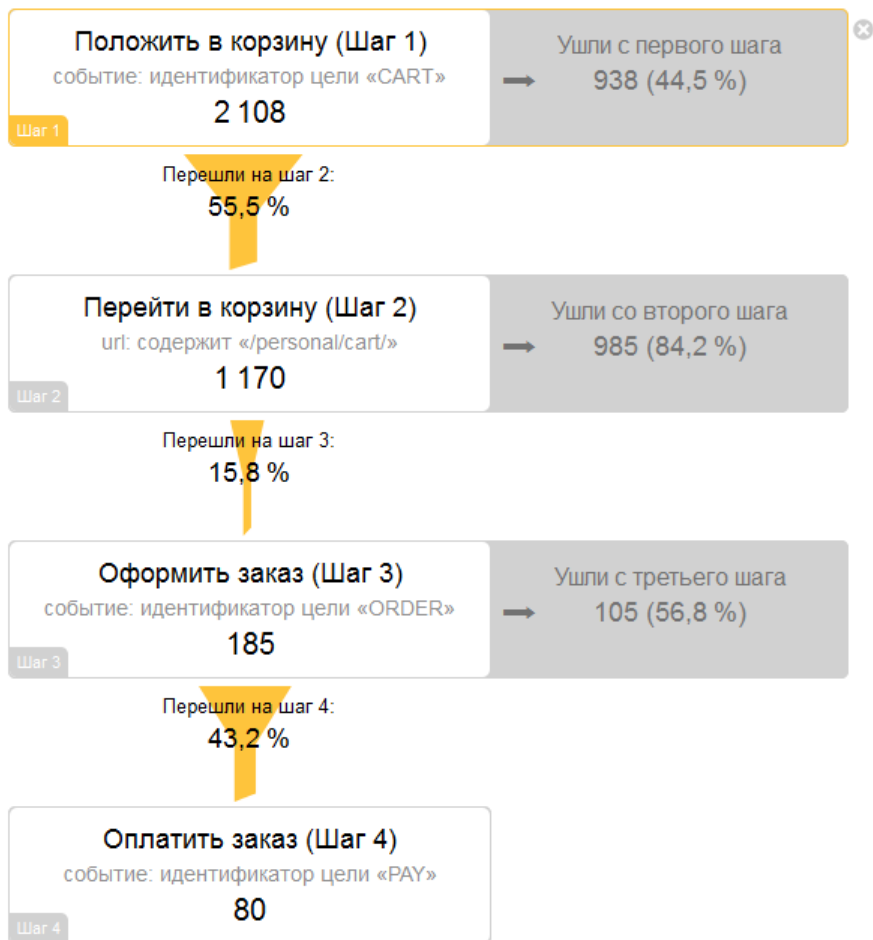 Положить в корзину (Шаг 1)
событие: идентификатор цели «CART»
2 108
Шаг 1
Ушли с первого шага
938 (44,5 %)
Перешли на шаг 2:
55,5 %
Перейти в корзину (Шаг 2)
url: содержит «/personal/cart/»
1 170
Шаг 2
Ушли со второго шага
985 (84,2 %)
Перешли на шаг 3:
15,8 %
Оформить заказ (Шаг 3)
событие: идентификатор цели «ORDER»
185
Шаг 3
Ушли с третьего шага
105 (56,8 %)
Перешли на шаг 4:
43,2 %
Оплатить заказ (Шаг 4)
событие: идентификатор цели «PAY»
80
Шаг 4